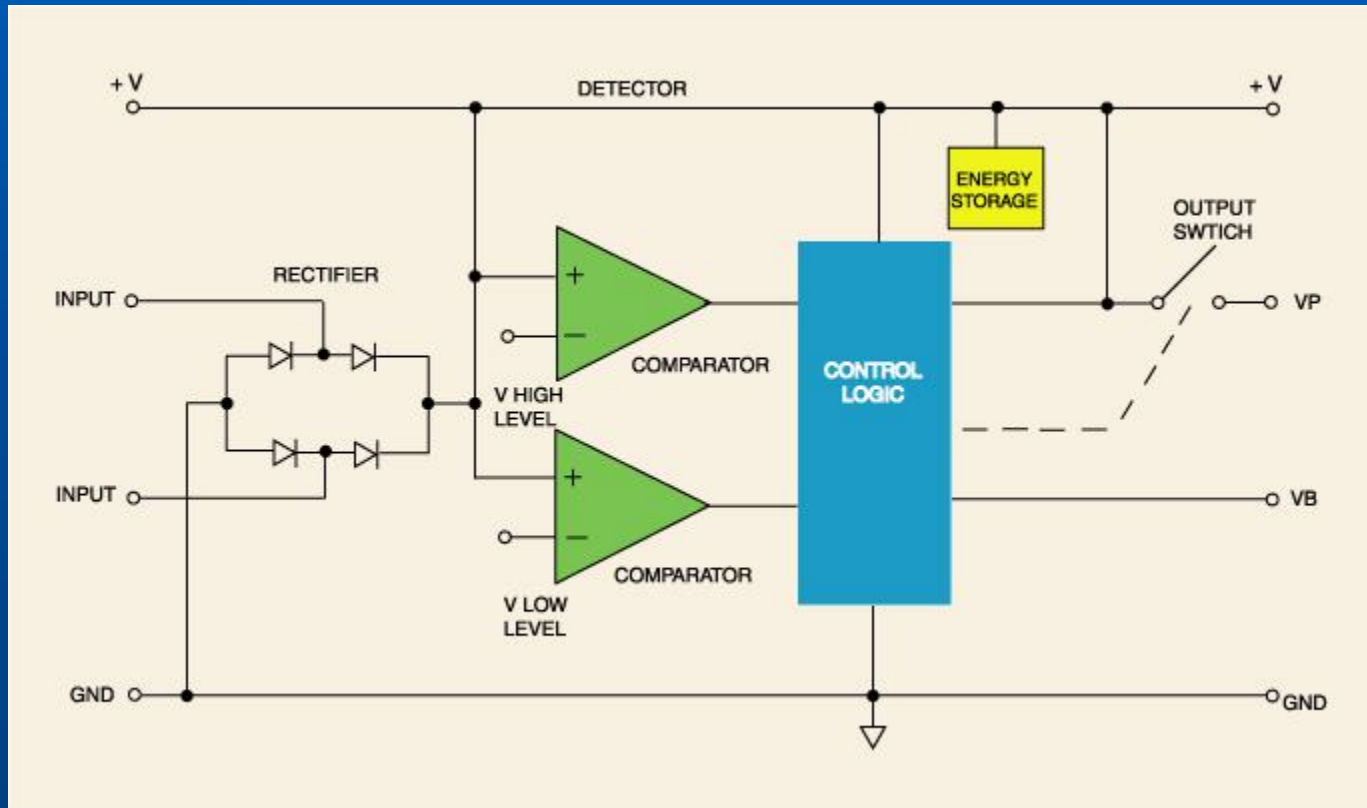 + V
DETECTOR
+ V
ENERGY
STORAGE
OUTPUT
SWTICH
RECTIFIER
INPUT
+
VP
−
COMPARATOR
CONTROL
LOGIC
V HIGH
LEVEL
INPUT
+
VB
−
COMPARATOR
V LOW
LEVEL
GND
GND